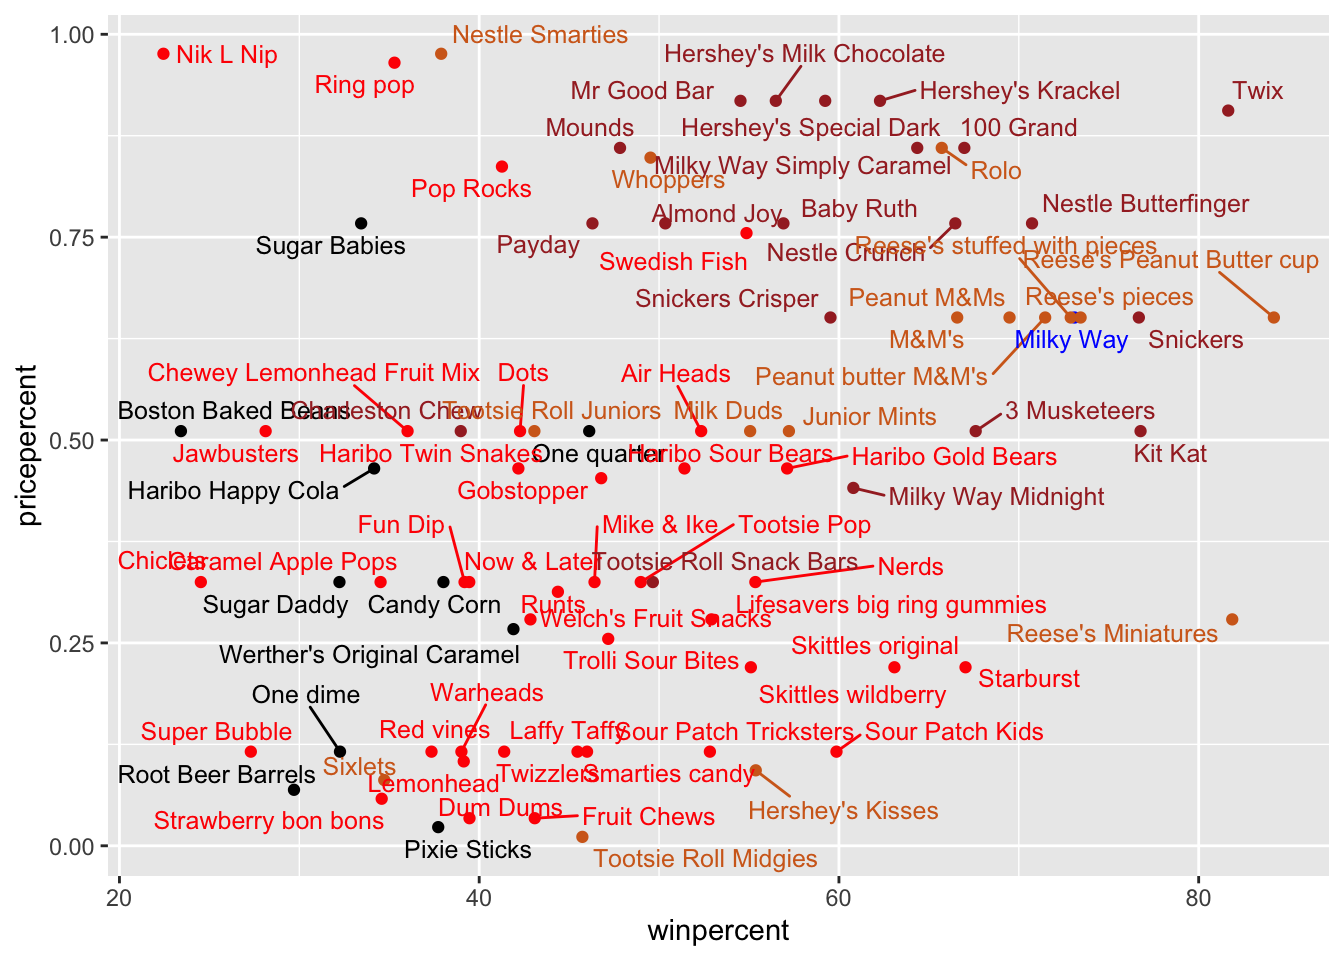 1.00
Nestle Smarties
Nik L Nip
Hershey's Milk Chocolate
Ring pop
Mr Good Bar
Hershey's Krackel
Twix
Mounds
Hershey's Special Dark
100 Grand
Milky Way Simply Caramel
Rolo
Whoppers
Pop Rocks
Almond Joy
Baby Ruth
Nestle Butterfinger
0.75
Sugar Babies
Payday
Nestle Crunch
Reese's stuffed with pieces
Swedish Fish
Reese's Peanut Butter cup
Snickers Crisper
Peanut M&Ms
Reese's pieces
M&M's
Milky Way
Snickers
Chewey Lemonhead Fruit Mix
Dots
Air Heads
Peanut butter M&M's
Boston Baked Beans
Charleston Chew
Tootsie Roll Juniors
Milk Duds
Junior Mints
3 Musketeers
0.50
Jawbusters
Haribo Twin Snakes
One quarter
Haribo Sour Bears
Haribo Gold Bears
Kit Kat
Haribo Happy Cola
Gobstopper
Milky Way Midnight
pricepercent
Fun Dip
Mike & Ike
Tootsie Pop
Chiclets
Caramel Apple Pops
Now & Later
Tootsie Roll Snack Bars
Nerds
Sugar Daddy
Candy Corn
Runts
Lifesavers big ring gummies
Welch's Fruit Snacks
Reese's Miniatures
0.25
Werther's Original Caramel
Trolli Sour Bites
Skittles original
Starburst
One dime
Warheads
Skittles wildberry
Super Bubble
Red vines
Laffy Taffy
Sour Patch Tricksters
Sour Patch Kids
Root Beer Barrels
Sixlets
Lemonhead
Twizzlers
Smarties candy
Strawberry bon bons
Dum Dums
Fruit Chews
Hershey's Kisses
0.00
Pixie Sticks
Tootsie Roll Midgies
20
40
60
80
winpercent